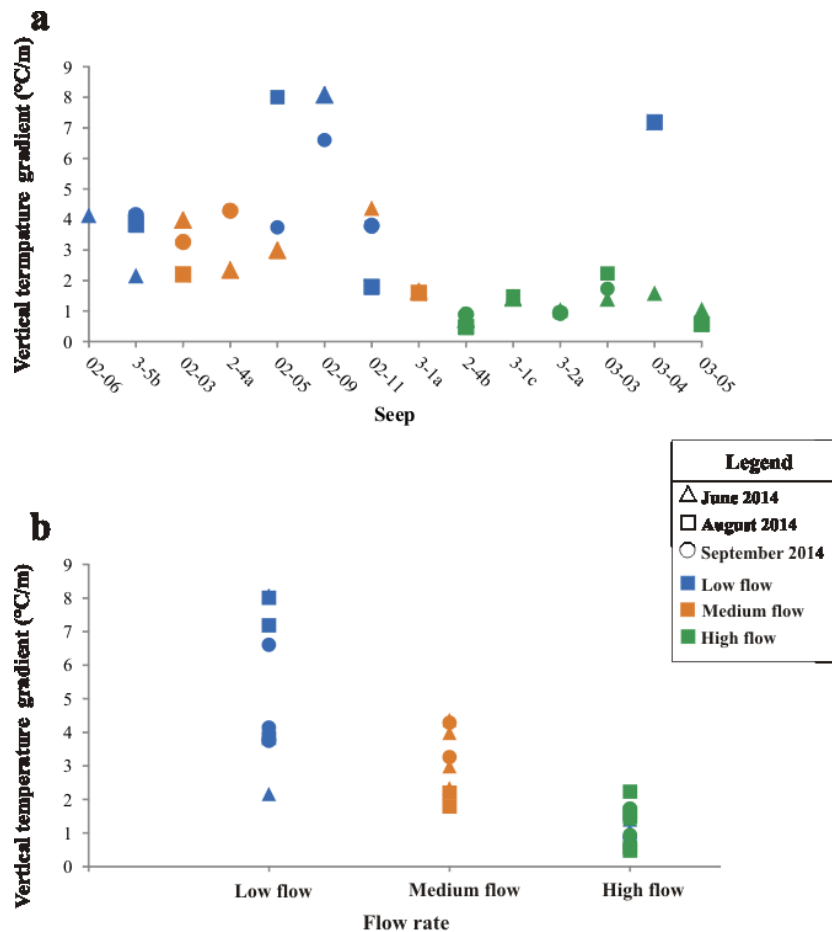 a
Vertical termpature gradient (°C/m)
9
8
7
6
5
4
3
2
1
0
02-06
3-5b
02-03
2-4a
02-05
02-09
02-11
3-1a
2-4b
3-1c
3-2a
03-03
03-04
03-05
Seep
Legend
June 2014
August 2014
September 2014
Low flow
Medium flow
High flow
b
Vertical temperature gradient (°C/m)
9
8
7
6
5
4
3
2
1
0
Low flow
Medium flow
High flow
Flow rate